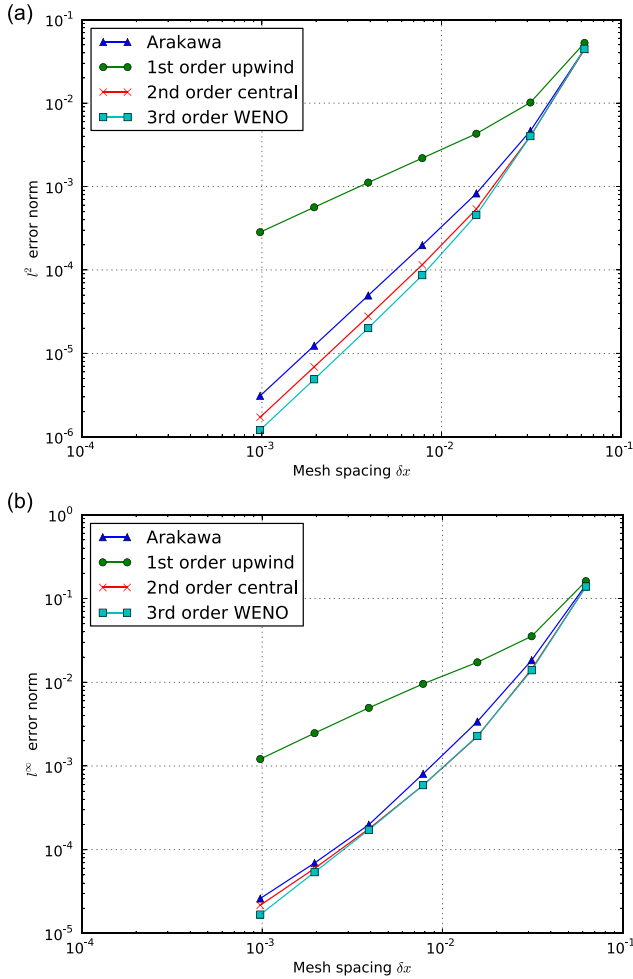 (a)
10^-1
10^-2
10^-3
10^-4
10^-5
10^-6
l^2 error norm
Arakawa
1st order upwind
2nd order central
3rd order WENO
10^-4
10^-3
10^-2
10^-1
Mesh spacing δx
(b)
10^0
10^-1
10^-2
10^-3
10^-4
10^-5
l^∞ error norm
Arakawa
1st order upwind
2nd order central
3rd order WENO
10^-4
10^-3
10^-2
10^-1
Mesh spacing δx